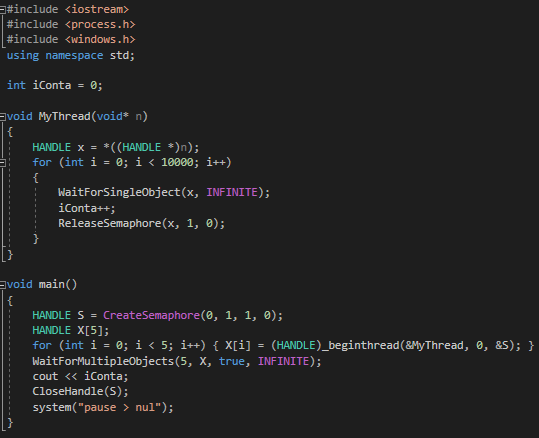 #include <iostream>
#include <process.h>
#include <windows.h>
using namespace std;
int iConta = 0;
void MyThread(void* n)
{
HANDLE x = *((HANDLE *)n);
for (int i = 0; i < 10000; i++)
{
WaitForSingleObject(x, INFINITE);
iConta++;
ReleaseSemaphore(x, 1, 0);
}
}
void main()
{
HANDLE S = CreateSemaphore(0, 1, 1, 0);
HANDLE X[5];
for (int i = 0; i < 5; i++) { X[i] = (HANDLE)_beginthread(&MyThread, 0, &S); }
WaitForMultipleObjects(5, X, true, INFINITE);
cout << iConta;
CloseHandle(S);
system("pause > nul");
}